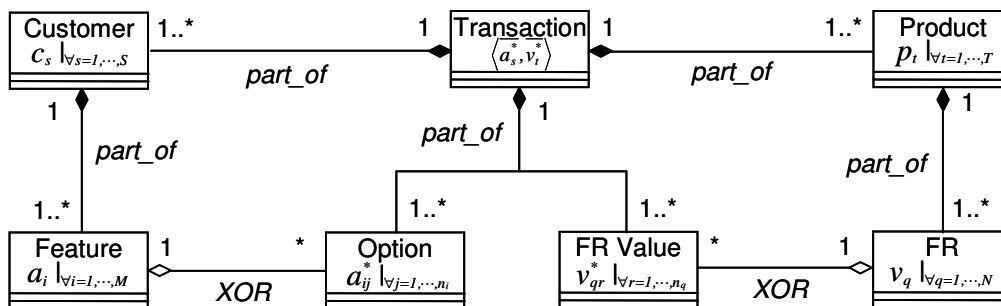 Customer
c_s |∀s=1,⋯,S
1..*
1
Transaction
⟨a_s^*, v_t^*⟩
1
1..*
Product
p_t |∀t=1,⋯,T
part_of
part_of
1
1
1
part_of
part_of
part_of
1..*
1..*
1..*
1..*
Feature
a_i |∀i=1,⋯,M
1
*
Option
a_ij^* |∀j=1,⋯,n_i
FR Value
v_qr^* |∀r=1,⋯,n_q
*
1
FR
v_q |∀q=1,⋯,N
XOR
XOR